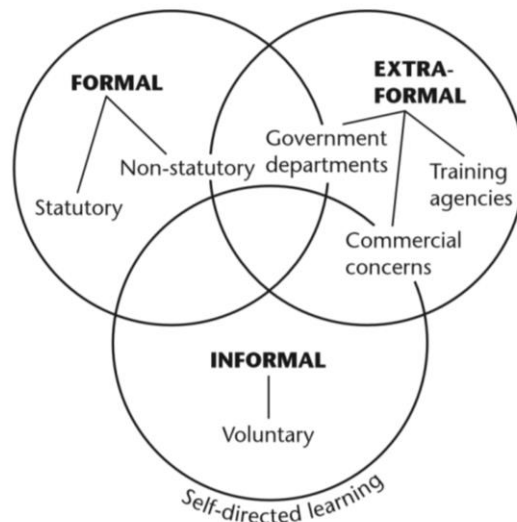 FORMAL
EXTRA-
FORMAL
Government
departments
Non-statutory
Training
agencies
Statutory
Commercial
concerns
INFORMAL
Voluntary
Self-directed learning